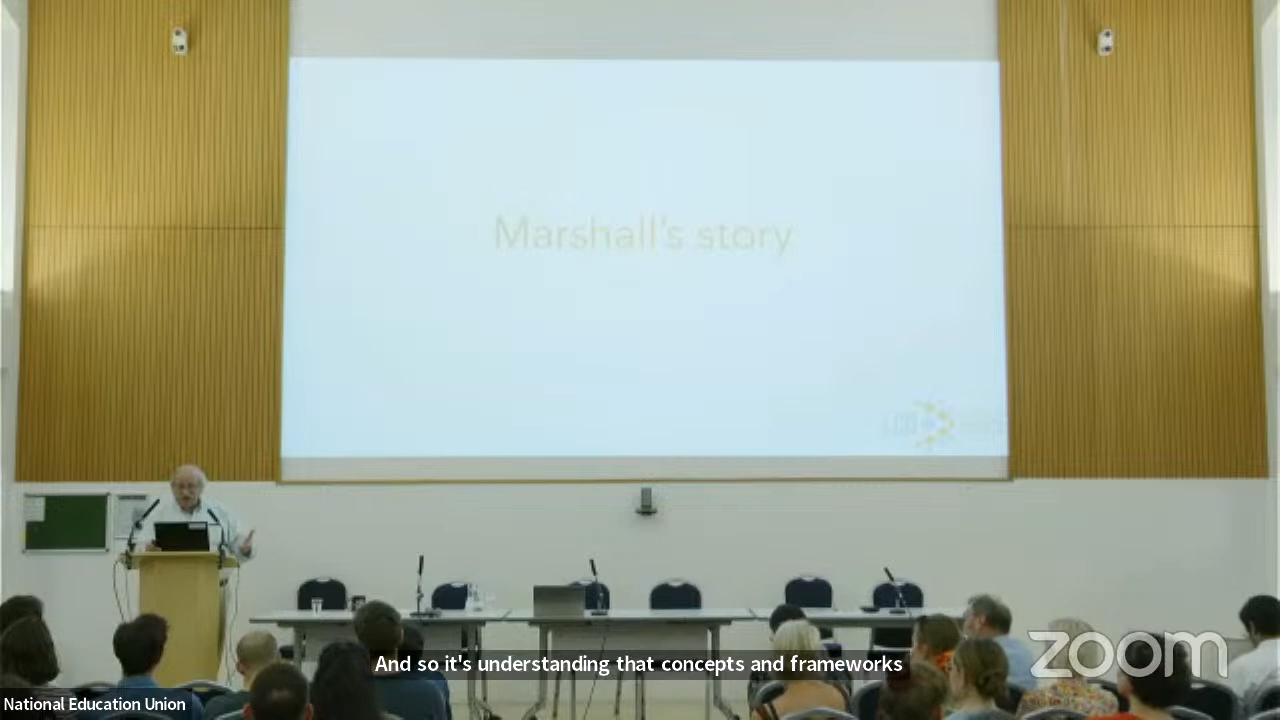 Marshall's story
And so it's understanding that concepts and frameworks
zoom
National Education Union